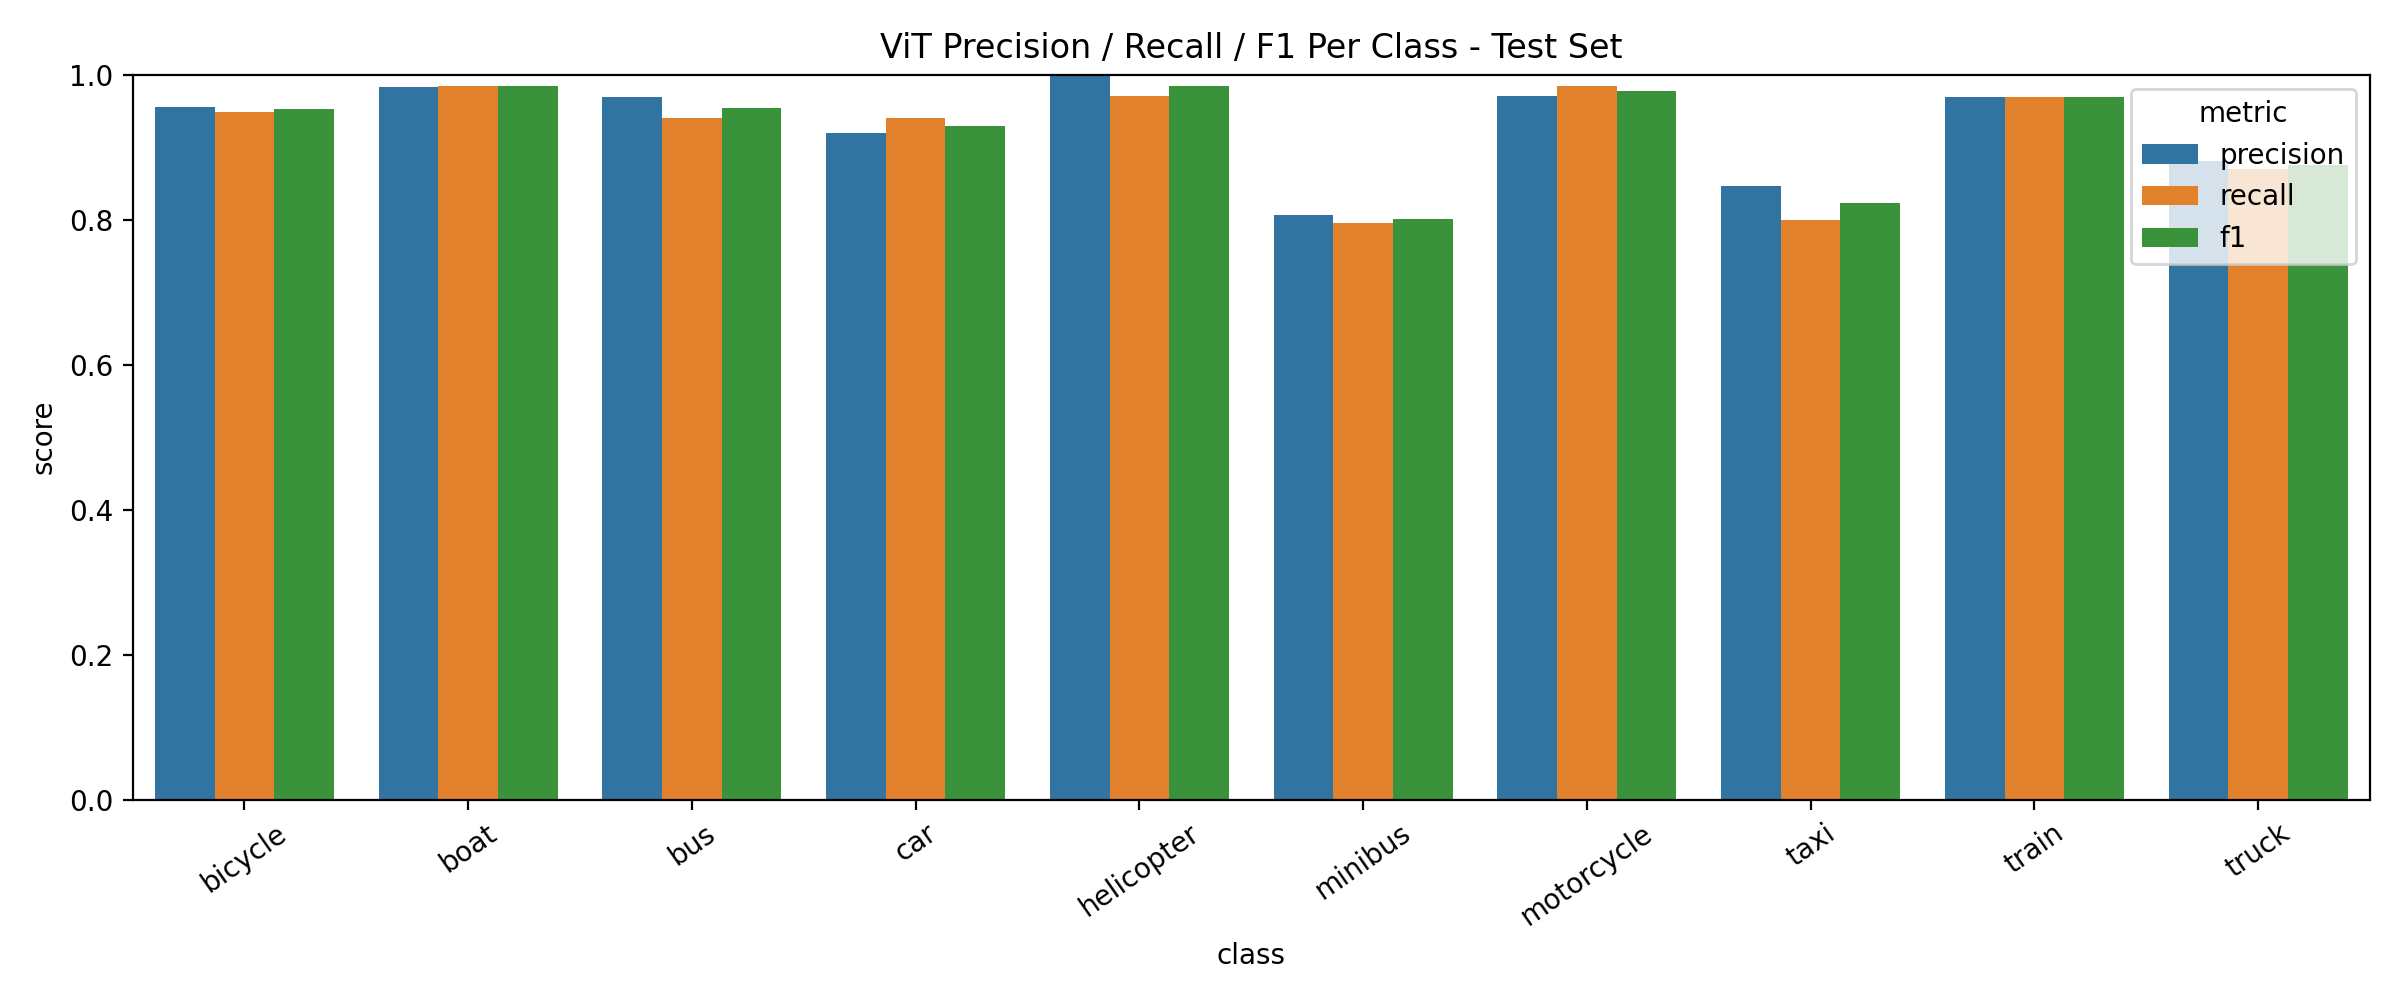 ViT Precision / Recall / F1 Per Class - Test Set
1.0
0.8
0.6
0.4
0.2
0.0
score
metric
precision
recall
f1
bicycle
boat
bus
car
helicopter
minibus
motorcycle
taxi
train
truck
class